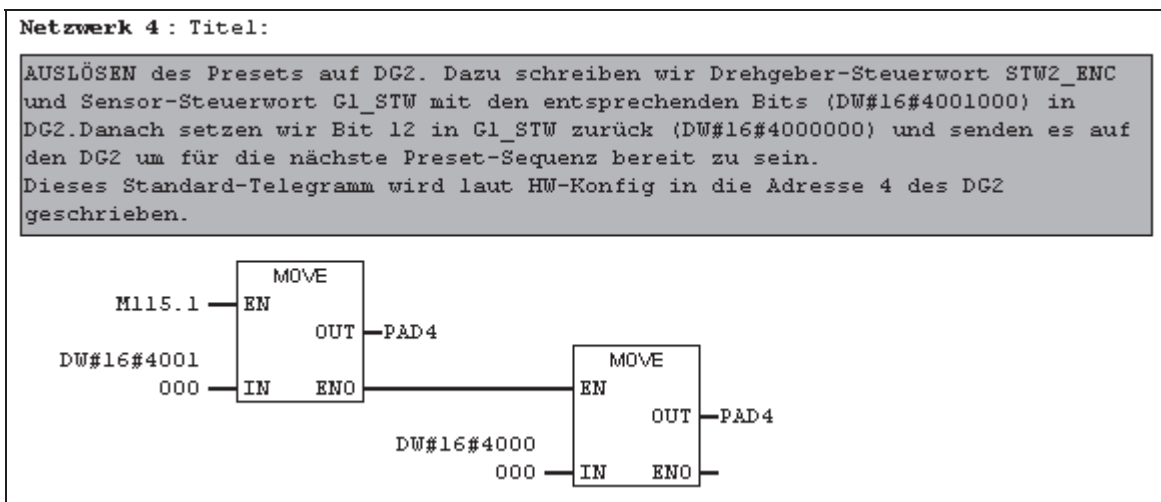 Netzwerk 4 : Titel:
AUSLÖSEN des Presets auf DG2. Dazu schreiben wir Drehgeber-Steuerwort STW2_ENC
und Sensor-Steuerwort G1_STW mit den entsprechenden Bits (DW#16#4001000) in
DG2.Danach setzen wir Bit 12 in G1_STW zurück (DW#16#4000000) und senden es auf
den DG2 um für die nächste Preset-Sequenz bereit zu sein.
Dieses Standard-Telegramm wird laut HW-Konfig in die Adresse 4 des DG2
geschrieben.
MOVE
M115.1 EN
OUT PAD4
DW#16#4001
000 IN ENO
MOVE
EN
OUT PAD4
DW#16#4000
000 IN ENO